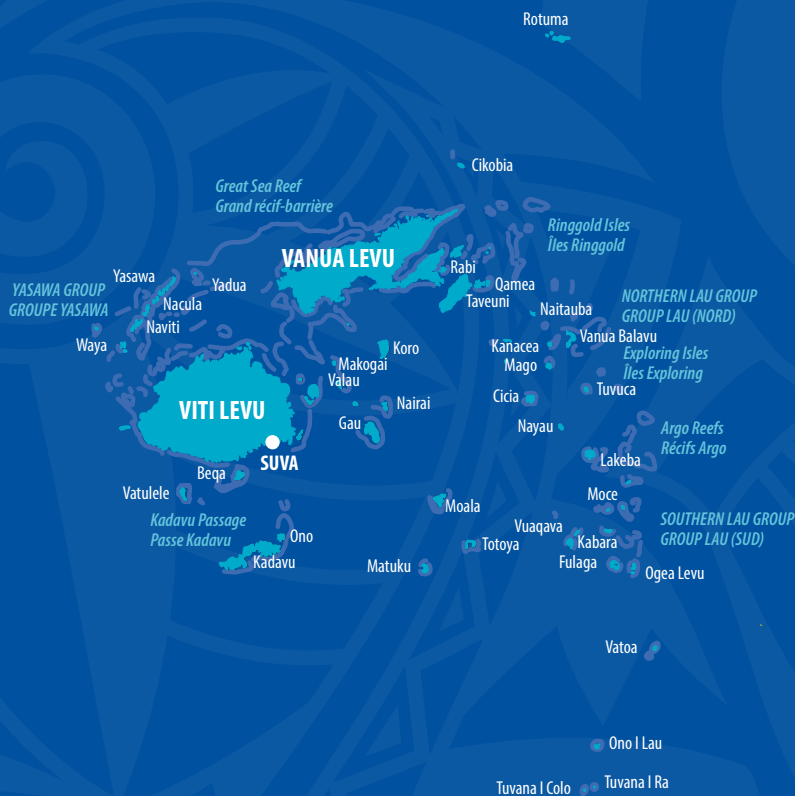 Rotuma
Cikobia
Great Sea Reef
Grand récif-barrière
Ringgold Isles
Îles Ringgold
VANUA LEVU
Rabi
Yasawa
Yadua
Qamea
Taveuni
YASAWA GROUP
GROUPE YASAWA
Nacula
Naviti
Naitauba
NORTHERN LAU GROUP
GROUP LAU (NORD)
Waya
Koro
Kanacea
Vanua Balavu
Makogai
Mago
Exploring Isles
Îles Exploring
Valau
VITI LEVU
Nairai
Cicia
Tuvuca
Gau
Nayau
Argo Reefs
Récifs Argo
SUVA
Lakeba
Beqa
Vatulele
Moce
Moala
Kadavu Passage
Passe Kadavu
Ono
Vuaqava
SOUTHERN LAU GROUP
GROUP LAU (SUD)
Totoya
Kabara
Kadavu
Matuku
Fulaga
Ogea Levu
Vatoa
Ono I Lau
Tuvana I Colo
Tuvana I Ra